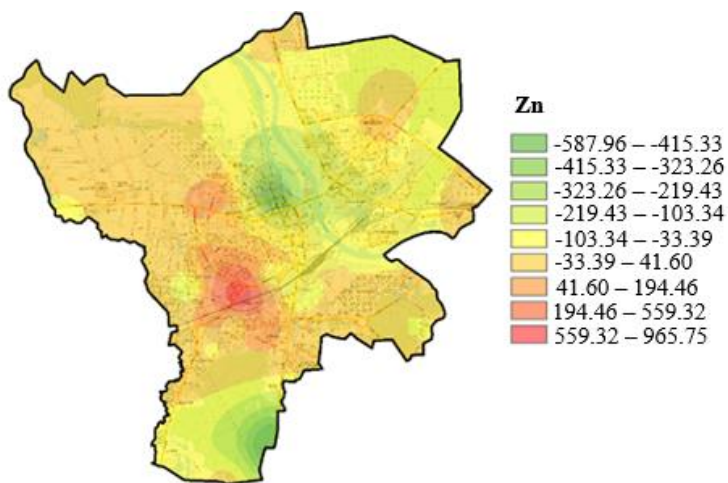 Zn
-587.96 – -415.33
-415.33 – -323.26
-323.26 – -219.43
-219.43 – -103.34
-103.34 – -33.39
-33.39 – 41.60
41.60 – 194.46
194.46 – 559.32
559.32 – 965.75